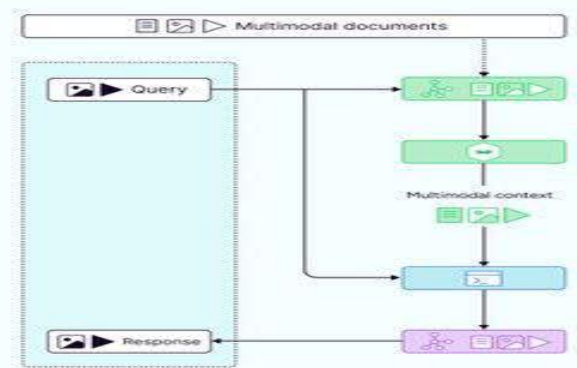 Multimodal documents
Query
Multimodal context
Response